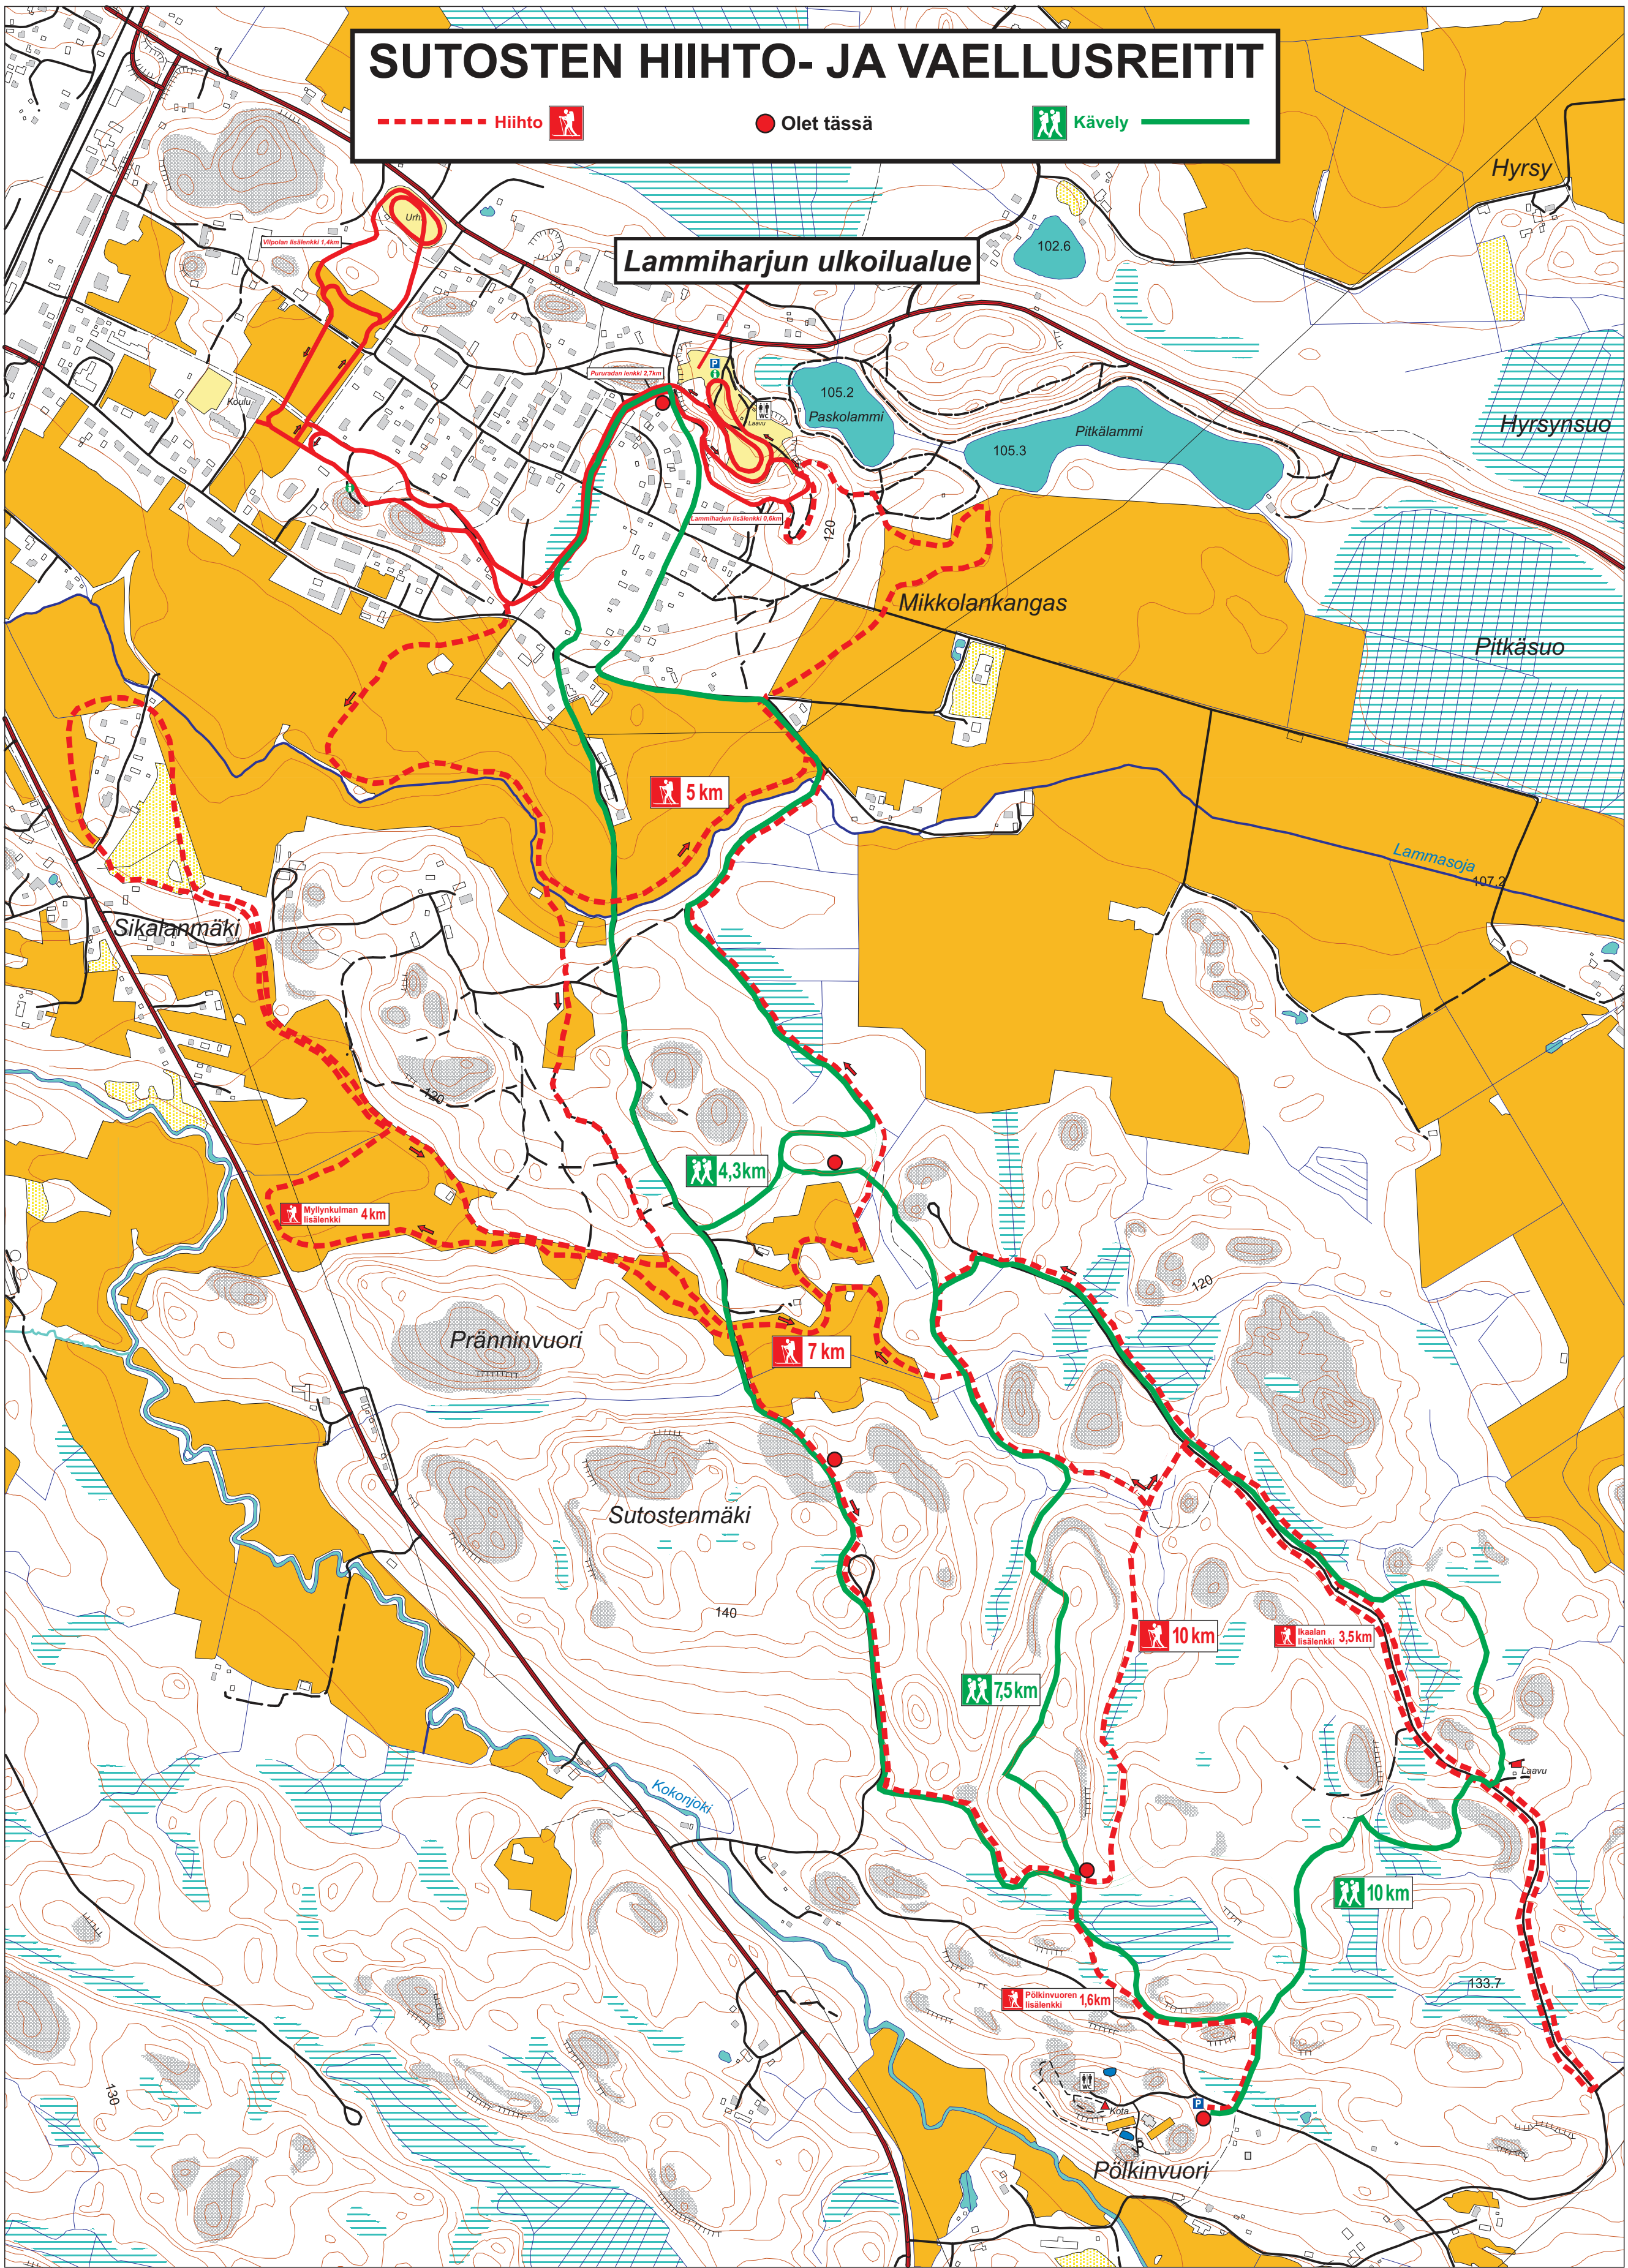 SUTOSTEN HIIHTO- JA VAELLUSREITIT
Hiihto
Olet tässä
Kävely
Hyrsy
Urh.
Vilpolan lisälenkki 1,4km
Lammiharjun ulkoilualue
102.6
P
Pururadan lenkki 2,7km
105.2
Paskolammi
Koulu
WC
Laavu
Pitkälammi
105.3
Hyrsynsuo
Lammiharjun lisälenkki 0,6km
120
Mikkolankangas
Pitkäsuo
5 km
Lammasoja
107.2
Sikalanmäki
120
4,3km
Myllynkulman
lisälenkki 4km
120
Pränninvuori
7 km
Sutostenmäki
140
10 km
Ikaalan
lisälenkki 3,5km
7,5km
Laavu
Kokonjoki
10km
133.7
Pölkinvuoren
lisälenkki 1,6km
130
WC
Kota
P
Pölkinvuori